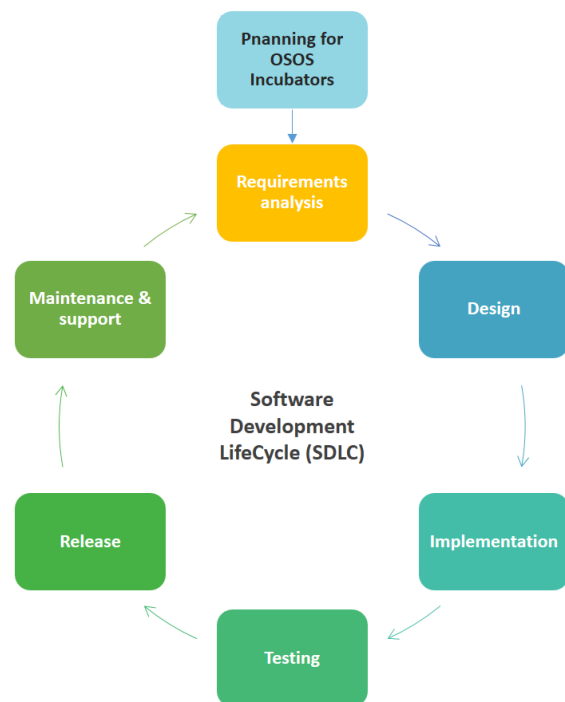 Pnanning for
OSOS
Incubators
Requirements
analysis
Maintenance &
support
Design
Software
Development
LifeCycle (SDLC)
Release
Implementation
Testing